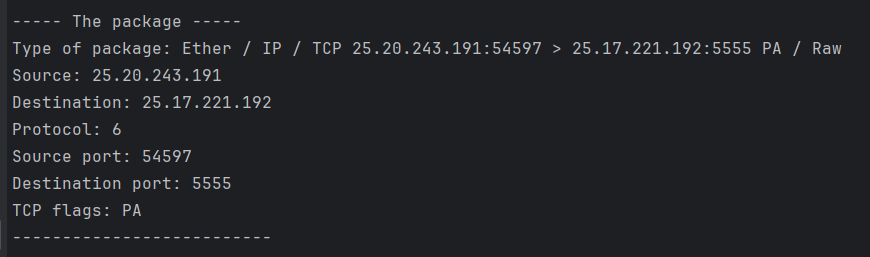 ----- The package -----
Type of package: Ether / IP / TCP 25.20.243.191:54597 > 25.17.221.192:5555 PA / Raw
Source: 25.20.243.191
Destination: 25.17.221.192
Protocol: 6
Source port: 54597
Destination port: 5555
TCP flags: PA
--------------------------